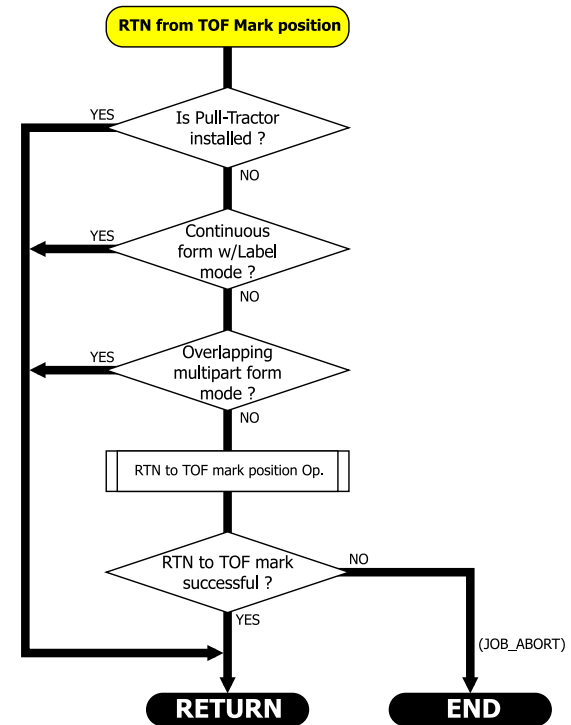 RTN from TOF Mark position
YES
Is Pull-Tractor
installed ?
NO
YES
Continuous
form w/Label
mode ?
NO
YES
Overlapping
multipart form
mode ?
NO
RTN to TOF mark position Op.
RTN to TOF mark
successful ?
NO
YES
(JOB_ABORT)
RETURN
END